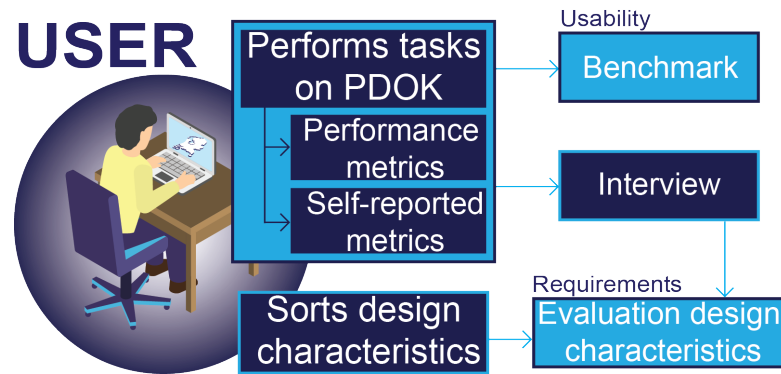 USER
Performs tasks
on PDOK
Performance
metrics
Self-reported
metrics
Usability
Benchmark
Interview
Sorts design
characteristics
Requirements
Evaluation design
characteristics